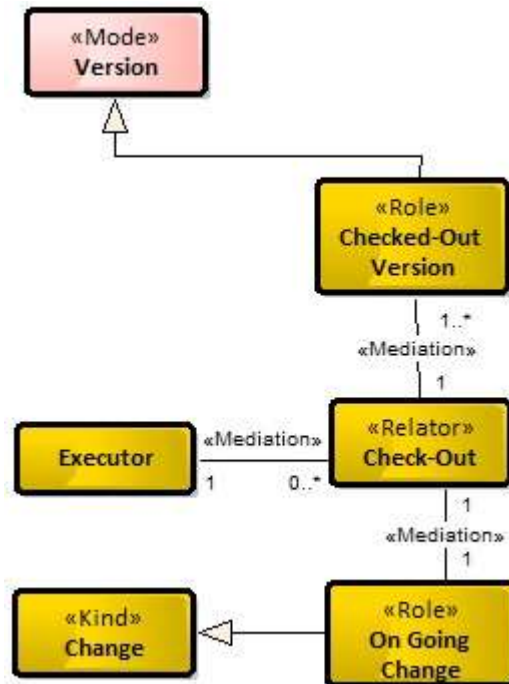 «Mode»
Version
«Role»
Checked-Out
Version
1..*
«Mediation»
1
«Relator»
Check-Out
«Mediation»
Executor
1
0..*
1
«Mediation»
1
«Kind»
Change
«Role»
On Going
Change